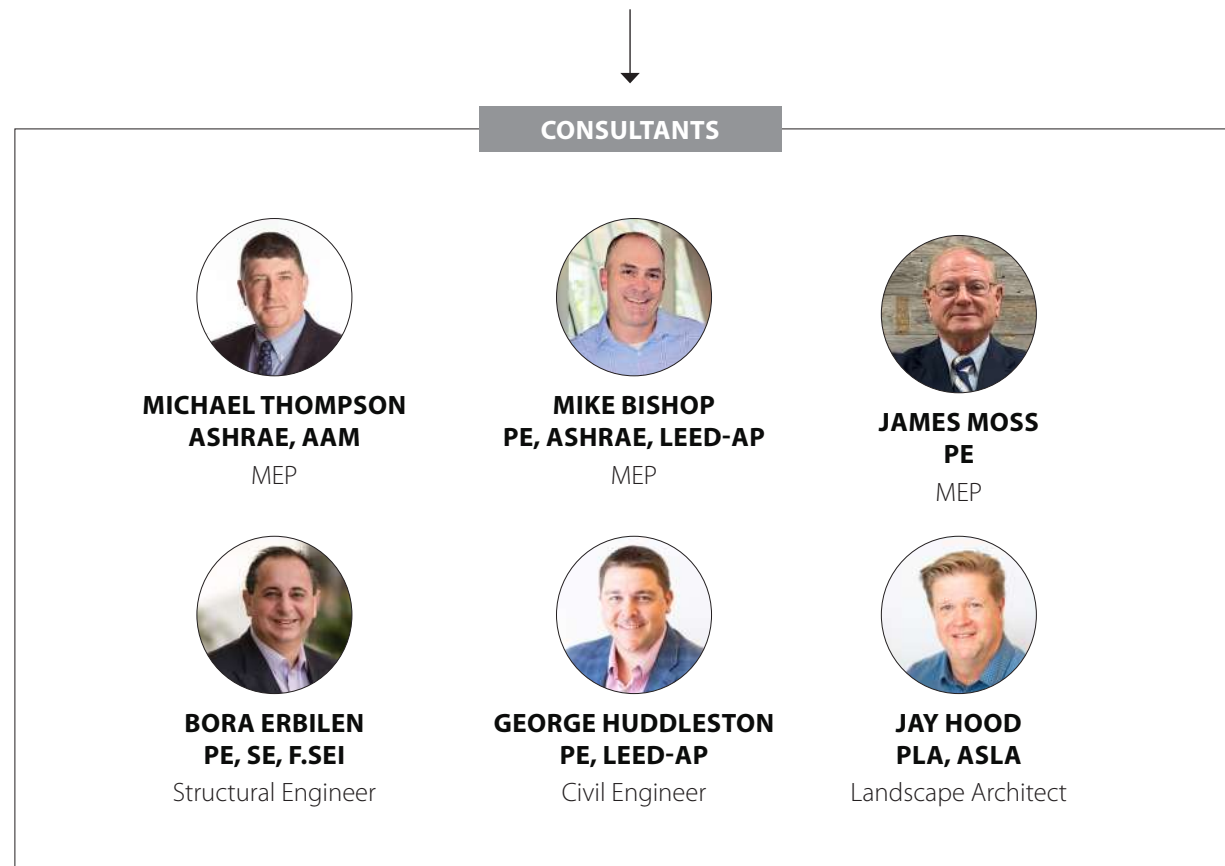 CONSULTANTS
MICHAEL THOMPSON
ASHRAE, AAM
MEP
MIKE BISHOP
PE, ASHRAE, LEED-AP
MEP
JAMES MOSS
PE
MEP
BORA ERBILEN
PE, SE, F.SEI
Structural Engineer
GEORGE HUDDLESTON
PE, LEED-AP
Civil Engineer
JAY HOOD
PLA, ASLA
Landscape Architect